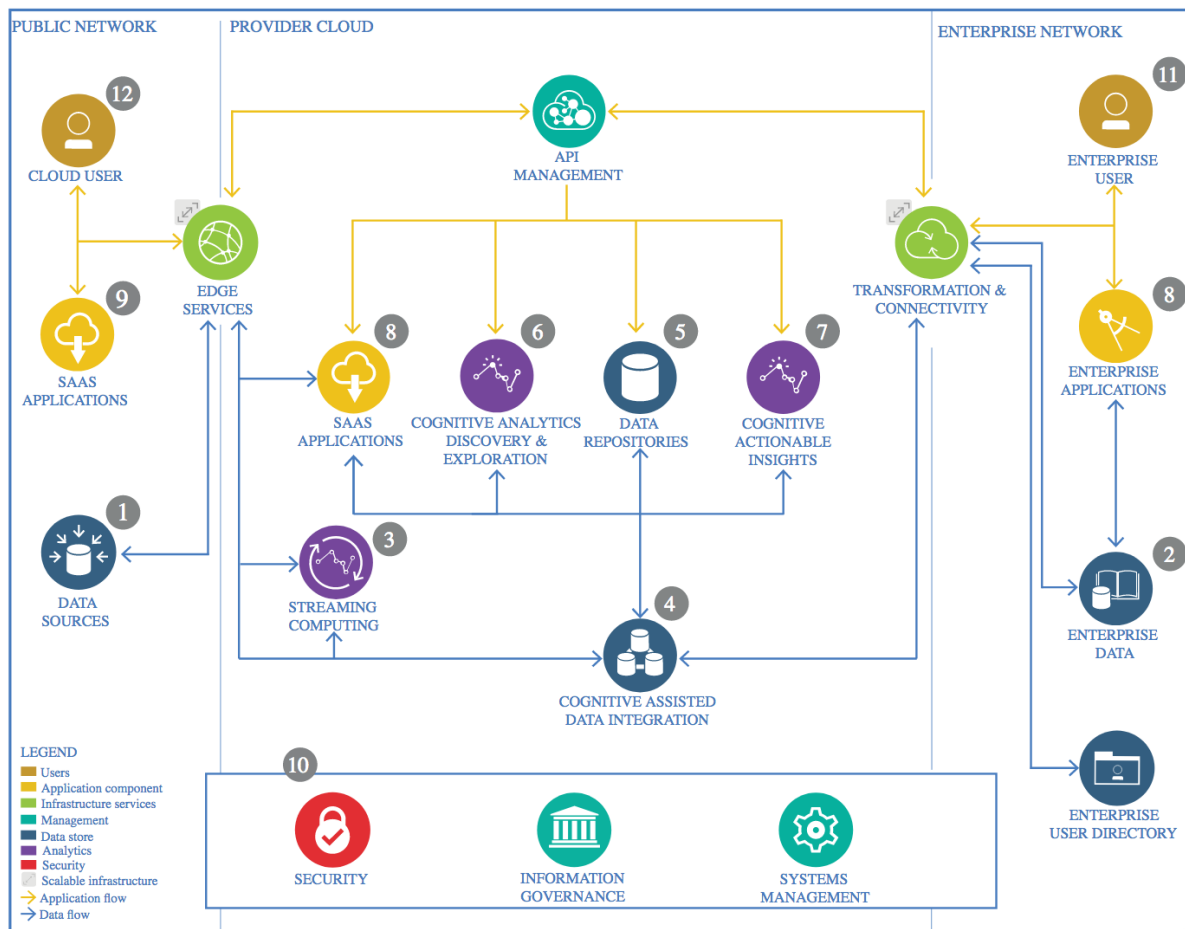 PUBLIC NETWORK
PROVIDER CLOUD
ENTERPRISE NETWORK
12
CLOUD USER
API
MANAGEMENT
11
ENTERPRISE
USER
EDGE
SERVICES
TRANSFORMATION &
CONNECTIVITY
9
SAAS
APPLICATIONS
8
SAAS
APPLICATIONS
6
COGNITIVE ANALYTICS
DISCOVERY &
EXPLORATION
5
DATA
REPOSITORIES
7
COGNITIVE
ACTIONABLE
INSIGHTS
8
ENTERPRISE
APPLICATIONS
1
DATA
SOURCES
3
STREAMING
COMPUTING
4
COGNITIVE ASSISTED
DATA INTEGRATION
2
ENTERPRISE
DATA
ENTERPRISE
USER DIRECTORY
LEGEND
Users
Application component
Infrastructure services
Management
Data store
Analytics
Security
Scalable infrastructure
Application flow
Data flow
10
SECURITY
INFORMATION
GOVERNANCE
SYSTEMS
MANAGEMENT